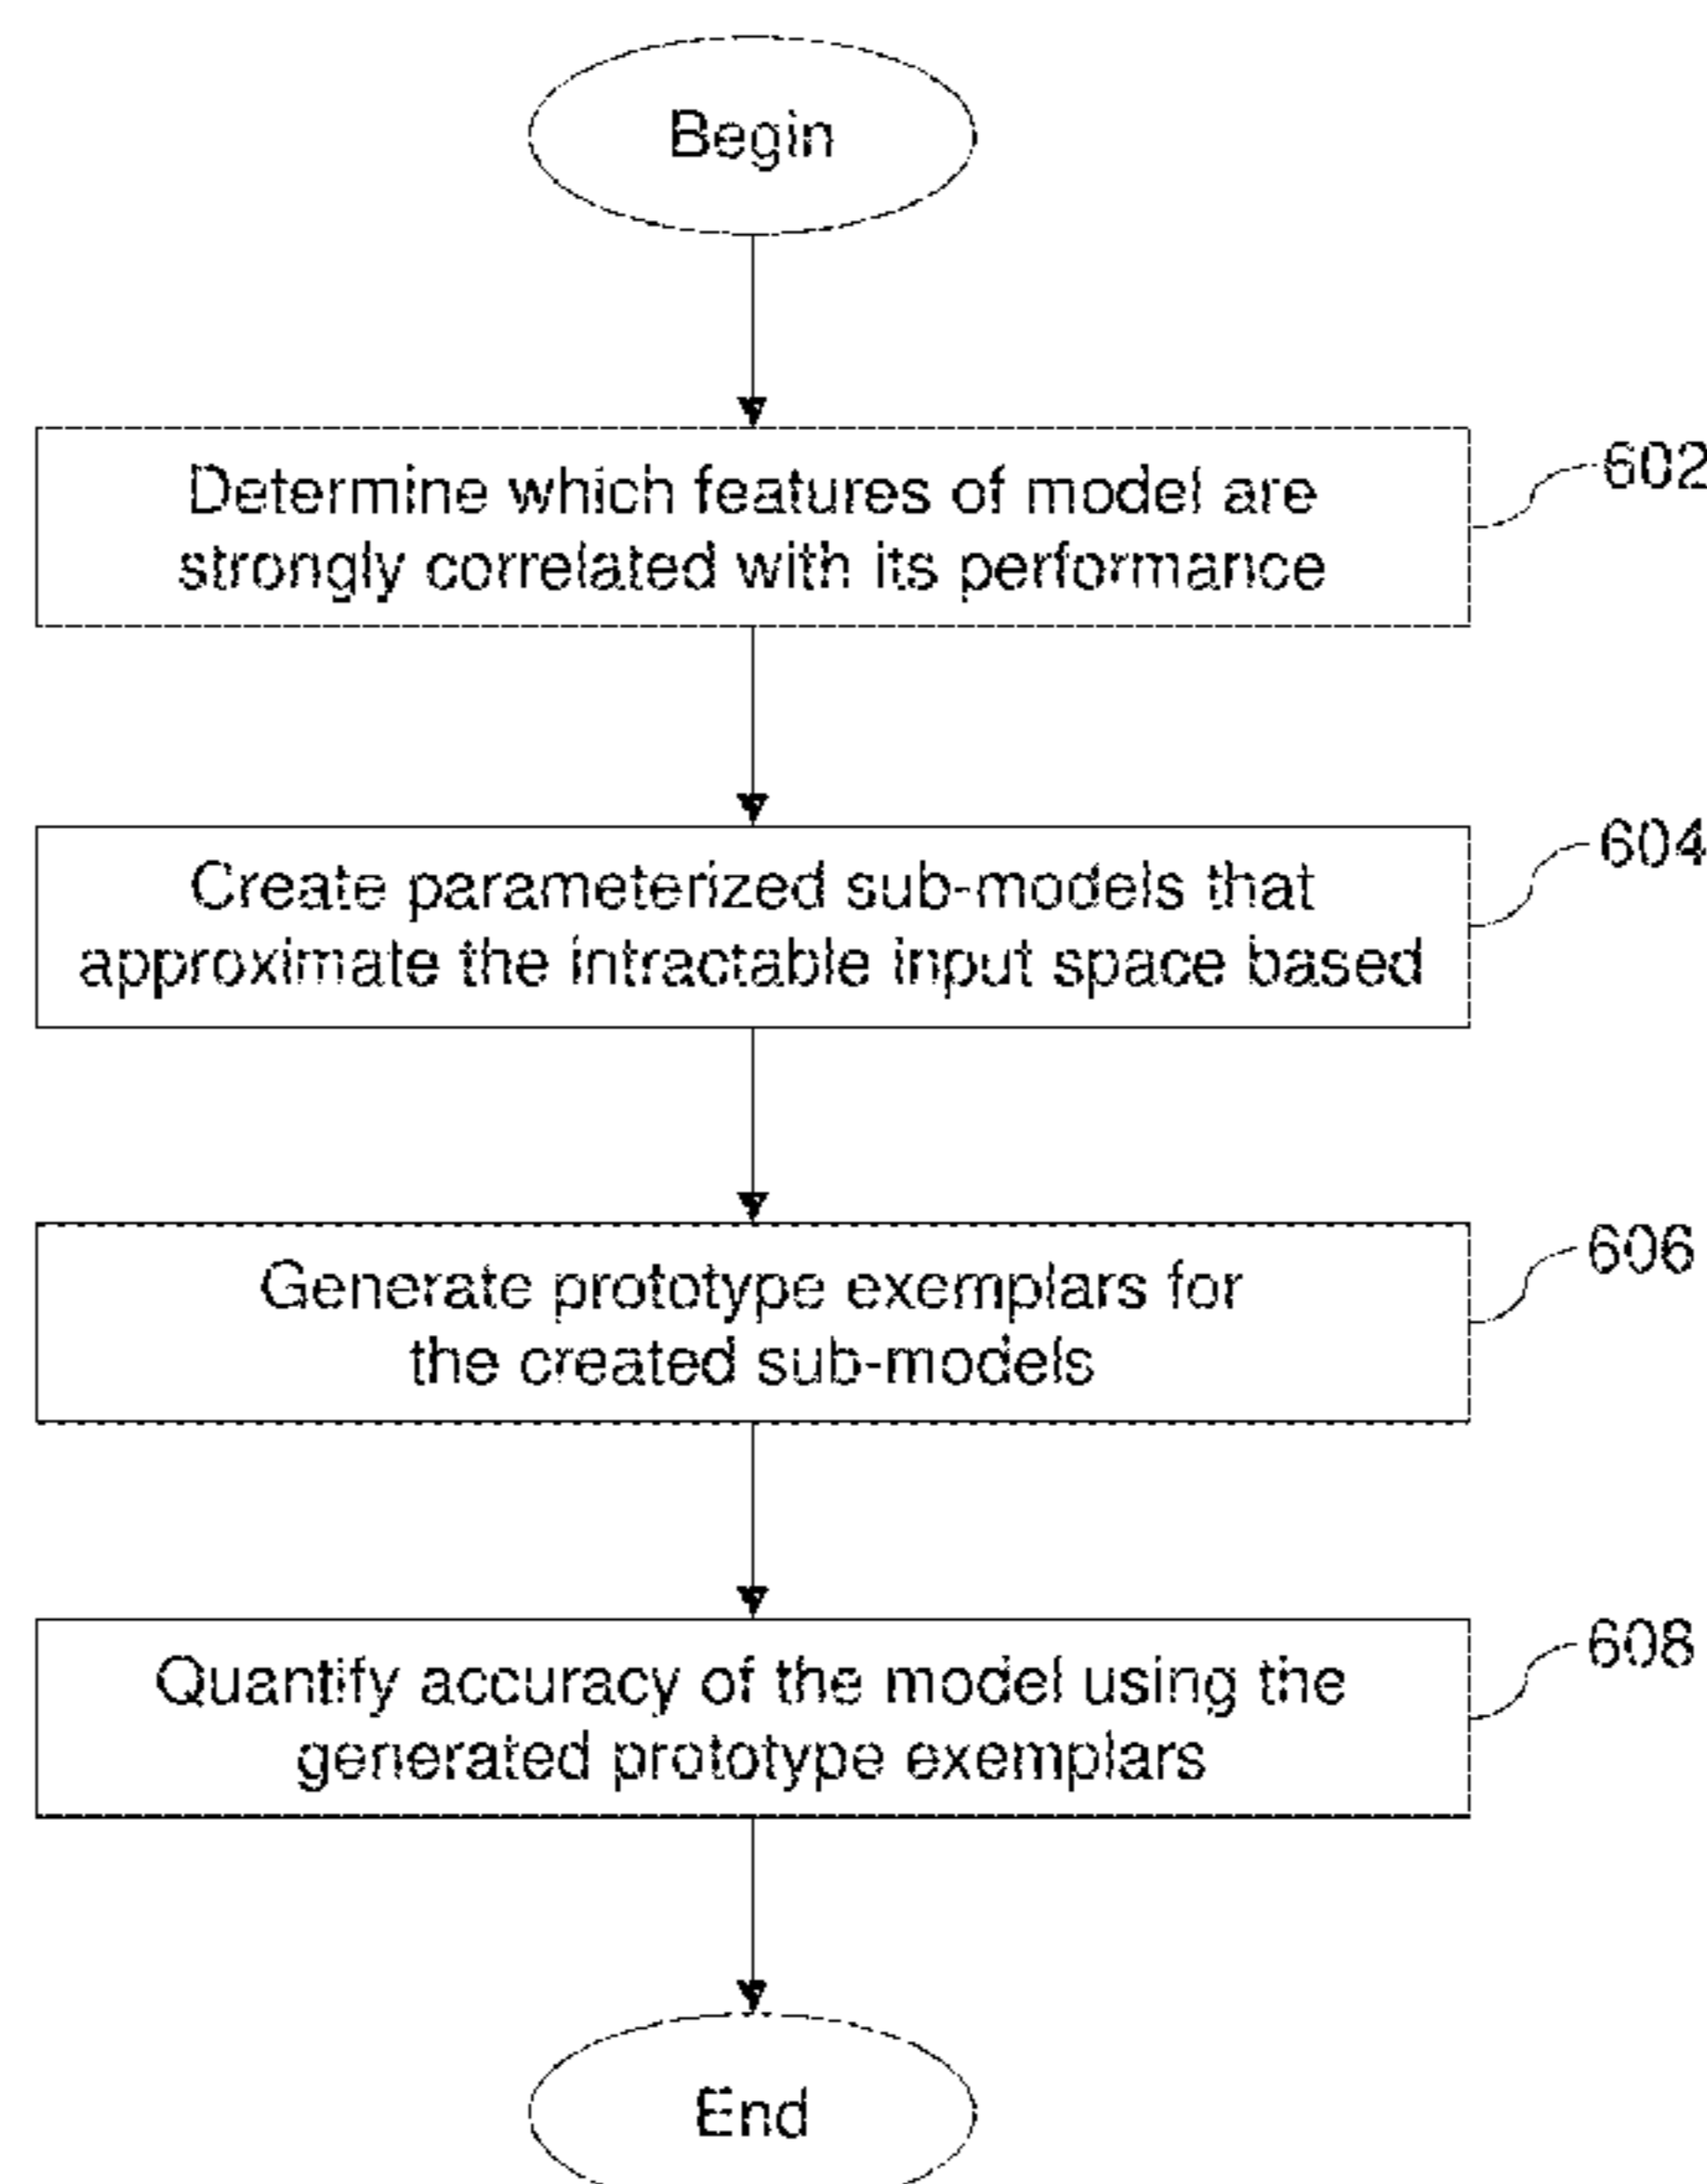 Begin
Determine which features of model are
strongly correlated with its performance
602
Create parameterized sub-models that
approximate the intractable input space based
604
Generate prototype exemplars for
the created sub-models
606
Quantify accuracy of the model using the
generated prototype exemplars
608
End